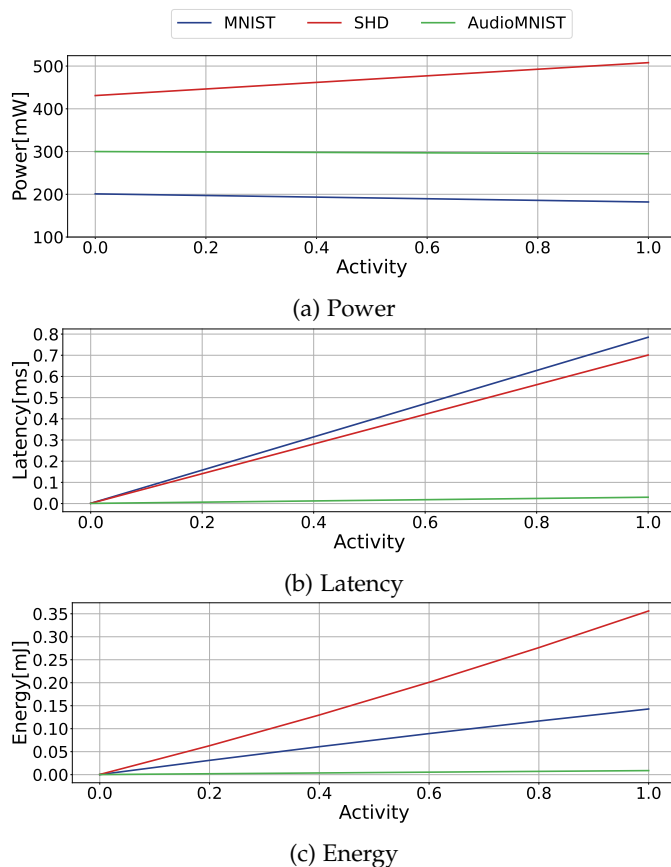 MNIST SHD AudioMNIST
500
400
300
200
100
Power[mW]
0.0 0.2 0.4 0.6 0.8 1.0
Activity
(a) Power
0.8
0.7
0.6
0.5
0.4
0.3
0.2
0.1
0.0
Latency[ms]
0.0 0.2 0.4 0.6 0.8 1.0
Activity
(b) Latency
0.35
0.30
0.25
0.20
0.15
0.10
0.05
0.00
Energy[mJ]
0.0 0.2 0.4 0.6 0.8 1.0
Activity
(c) Energy